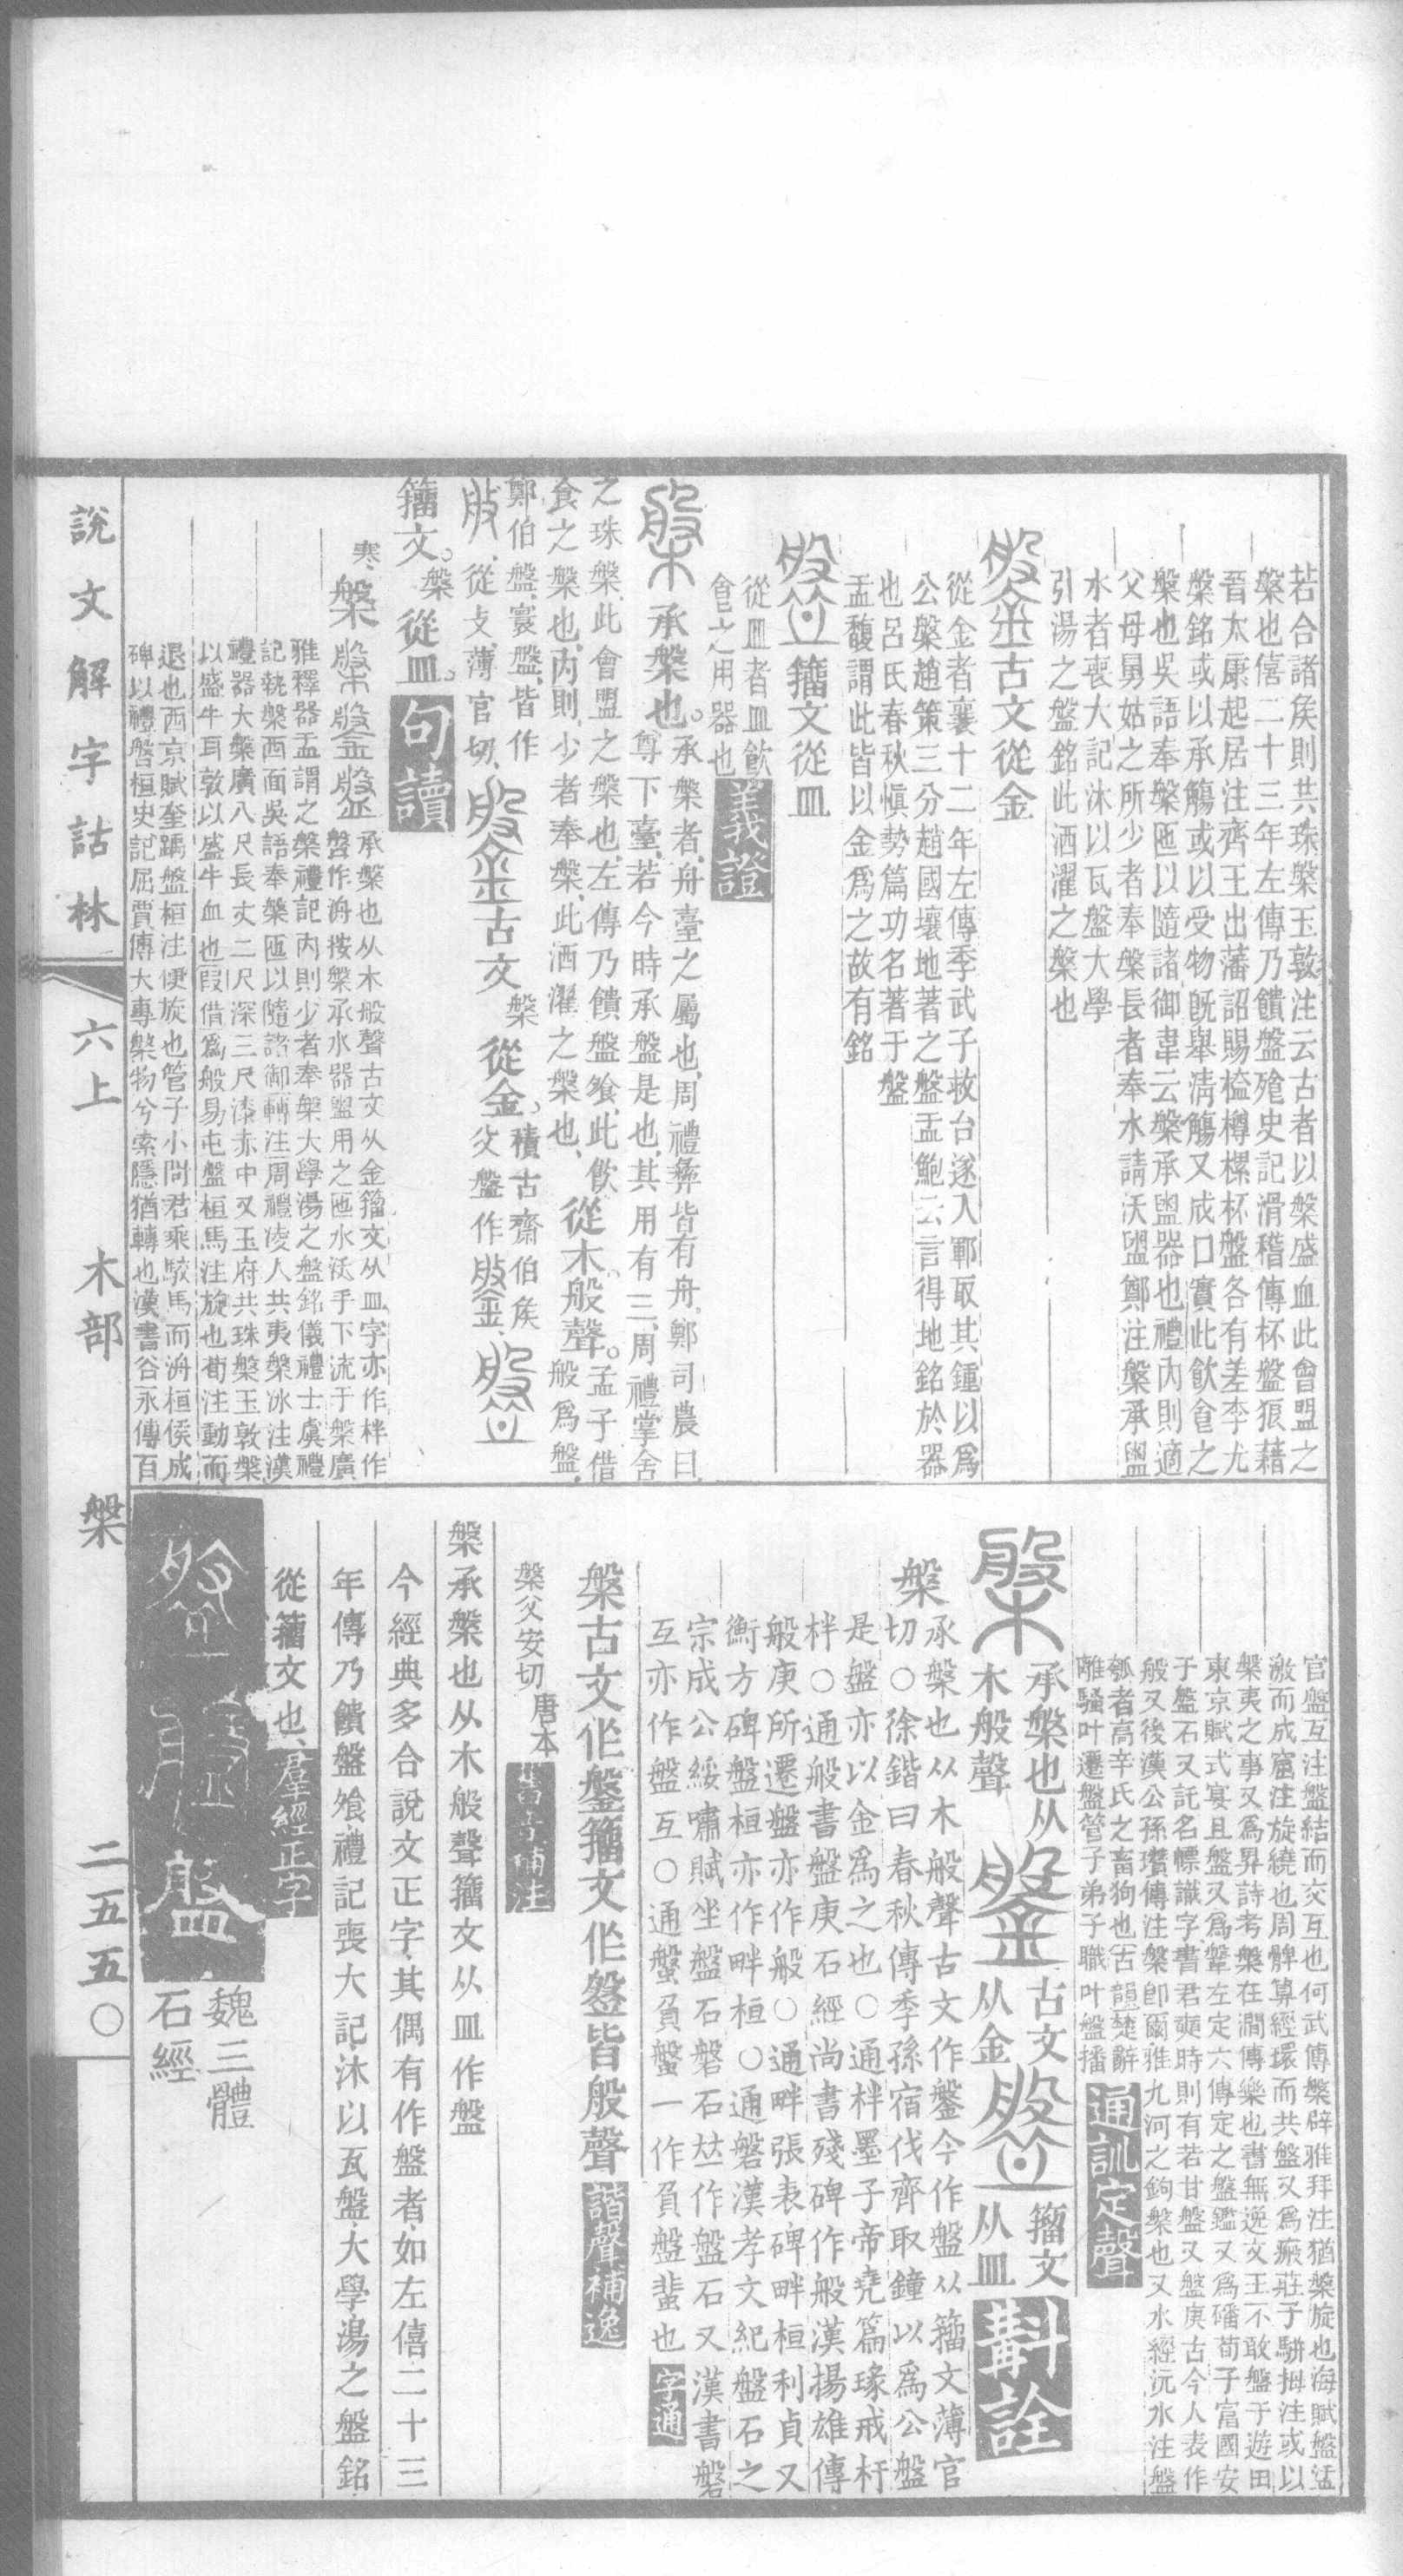 若合諸矦則共珠槃玉敦注云古者以槃盛血此會盟之
槃也僖二十三年左傳乃饋盤飱史記滑稽傳杯盤狼藉
晉太康起居注齊王出藩詔賜榼樽樏杯盤各有差李尤
槃銘或以承觴或以受物既舉清觴又成口實此飲食之
槃也吳語奉槃匜以隨諸御韋云槃承盥器也禮內則適
父母舅姑之所少者奉槃長者奉水請沃盥鄭注槃承盥
水者喪大記沐以瓦盤大學
引湯之盤銘此洒濯之槃也
鎜古文從金
從金者襄十二年左傳季武子救台遂入鄆取其鍾以爲
公槃趙策三分趙國壤地著之盤盂鮑云言得地銘於器
也呂氏春秋愼勢篇功名著于盤
盂馥謂此皆以金爲之故有銘
盤籒文從皿
從皿者皿飲
食之用器也義證
槃承槃也。承槃者、舟臺之屬也、周禮彝皆有舟、鄭司農曰、
尊下臺、若今時承盤是也、其用有三、周禮掌舍
之珠槃、此會盟之槃也、左傳乃饋盤飧、此飲
食之槃也、內則、少者奉槃、此洒濯之槃也、從木、般聲。孟子借
般爲盤、
鄭伯盤、寰盤、皆作
从攴、薄官切、鎜古文槃從金。積古齋伯矦
父盤作鎜、盤
籒文。槃從皿。句讀
寒、槃槃鎜盤承槃也从木般聲古文从金籒文从皿字亦作柈作
磐作洀按槃承水器盥用之匜水沃手下流于槃廣
雅釋器盂謂之槃禮記內則少者奉槃大學湯之盤銘儀禮士虞禮
記執槃西面吳語奉槃匜以隨諸御轉注周禮凌人共夷槃冰注漢
禮器大槃廣八尺長丈二尺深三尺漆赤中又玉府共珠槃玉敦槃
以盛牛耳敦以盛牛血也叚借爲般易屯盤桓馬注旋也荀注動而
退也西京賦奎踽盤桓注便旋也管子小問君乘駮馬而洀桓矦成
碑以禮磐桓史記屈賈傳大專槃物兮索隱猶轉也漢書谷永傳百
官盤互注盤結而交互也何武傳槃辟雅拜注猶槃旋也海賦盤盓
激而成窟注旋繞也周髀算經環而共盤又爲瘢莊子駢拇注或以
槃夷之事又爲昇詩考槃在澗傳樂也書無逸文王不敢盤于遊田
東京賦式宴且盤又爲鞶左定六傳定之盤鑑又爲磻荀子富國安
于盤石又託名幖識字書君奭時則有若甘盤又盤庚古今人表作
般又後漢公孫瓚傳注槃卽爾雅九河之鉤槃也又水經沅水注盤
瓠者高辛氏之畜狗也古韻楚辭
離騷叶遷盤管子弟子職叶盤播通訓定聲
槃承槃也从
木般聲鎜古文
从金盤籒文
从皿斠詮
槃承槃也从木般聲古文作鎜今作盤从籒文薄官
切○徐鍇曰春秋傳季孫宿伐齊取鐘以爲公盤
是盤亦以金爲之也○通柈墨子帝堯篇瑑戒杅
柈○通般書盤庚石經尚書殘碑作般漢揚雄傳
般庚所遷盤亦作般○通畔張表碑畔桓利貞又
衡方碑盤桓亦作畔桓○通磐漢孝文紀盤石之
宗成公綏嘯賦坐盤石磐石𠀤作盤石又漢書磐
互亦作盤互○通蟹負蟹一作負盤蜚也字通
槃古文作鎜籒文作盤皆般聲諧聲補逸
槃父安切唐本
槃承槃也从木般聲籒文从皿作盤
今經典多合說文正字、其偶有作盤者、如左僖二十三
年傳乃饋盤飧、禮記喪大記、沐以瓦盤、大學、湯之盤銘、
從籒文也、羣經正字
盤
魏三體
石經
說文解字詁林
六上
木部
槃
二五五○